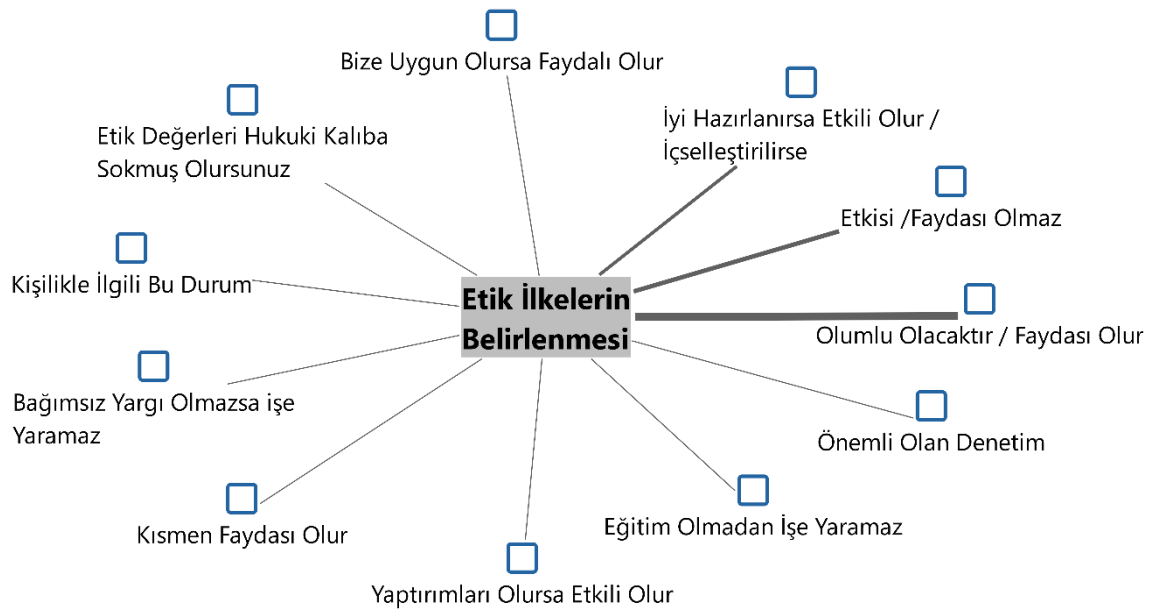 Bize Uygun Olursa Faydalı Olur
İyi Hazırlanırsa Etkili Olur /
İçselleştirilirse
Etik Değerleri Hukuki Kalıba
Sokmuş Olursunuz
Etkisi /Faydası Olmaz
Kişilikle İlgili Bu Durum
Etik İlkelerin
Belirlenmesi
Olumlu Olacaktır / Faydası Olur
Bağımsız Yargı Olmazsa işe
Yaramaz
Önemli Olan Denetim
Kısmen Faydası Olur
Eğitim Olmadan İşe Yaramaz
Yaptırımları Olursa Etkili Olur